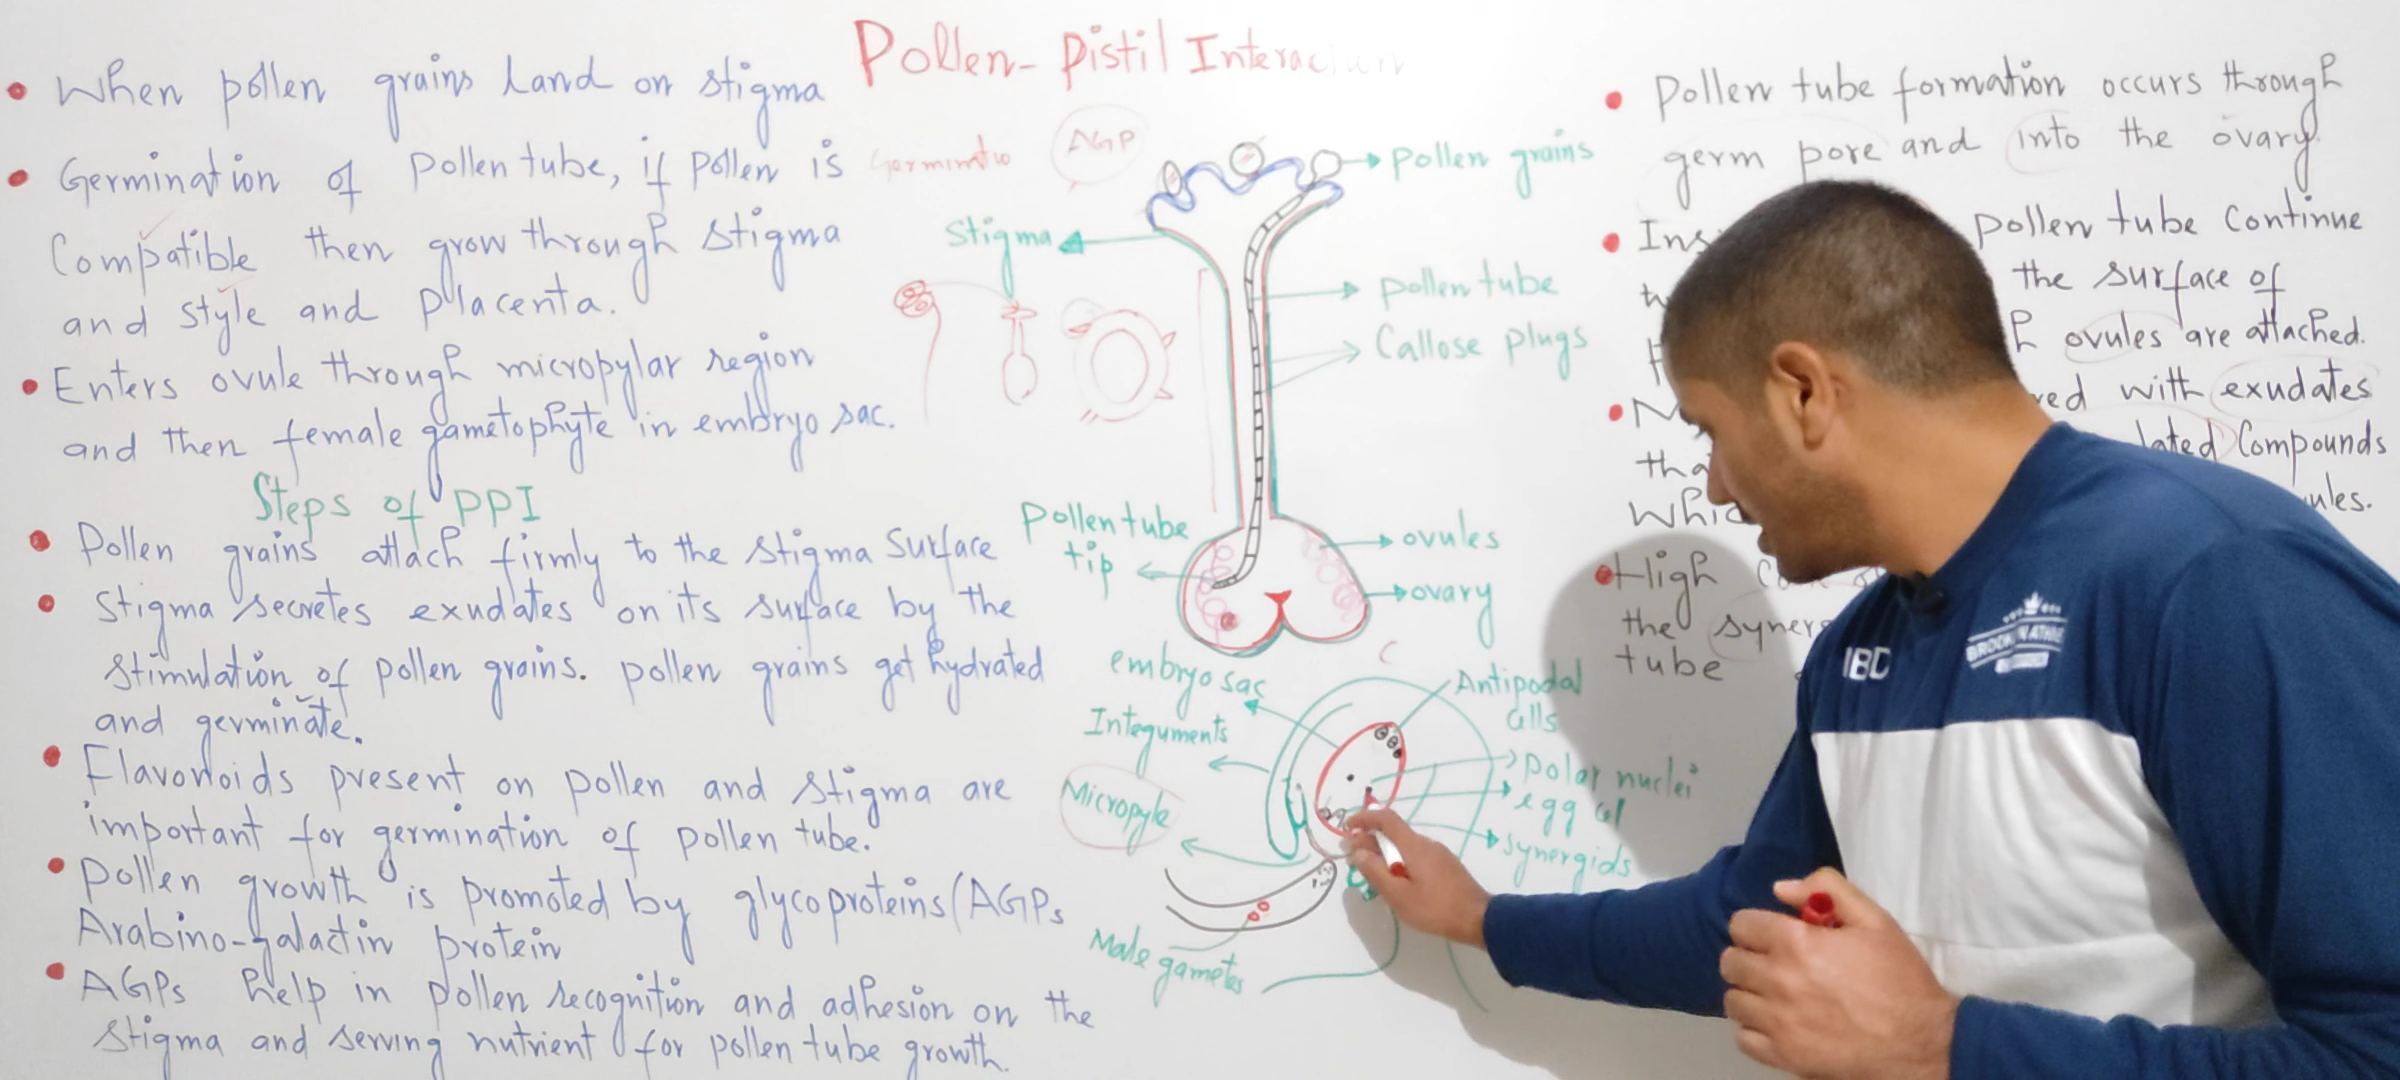 Pollen-Pistil Interaction
• When pollen grains land on stigma
• Germination of pollen tube, if pollen is
Compatible then grow through stigma
and style and placenta.
• Enters ovule through micropylar region
and then female gametophyte in embryo sac.
Steps of PPI
• Pollen grains attach firmly to the stigma surface
• Stigma secretes exudates on its surface by the
stimulation of pollen grains. pollen grains get hydrated
and germinate.
• Flavonoids present on pollen and stigma are
important for germination of pollen tube.
• Pollen growth is promoted by glycoproteins (AGPs
Arabino-galactin protein
• AGPs help in pollen recognition and adhesion on the
stigma and serving nutrient for pollen tube growth.
AGP
pollen grains
Stigma
pollen tube
Callose plugs
Pollen tube
tip
ovules
ovary
embryo sac
Integuments
Micropyle
Male gametes
Antipodal
Cells
Polar nuclei
egg cell
synergids
• Pollen tube formation occurs through
germ pore and into the ovary.
• pollen tube continue
the surface of
ovules are attached.
with exudates
Compounds
• High
the
tube
IBD